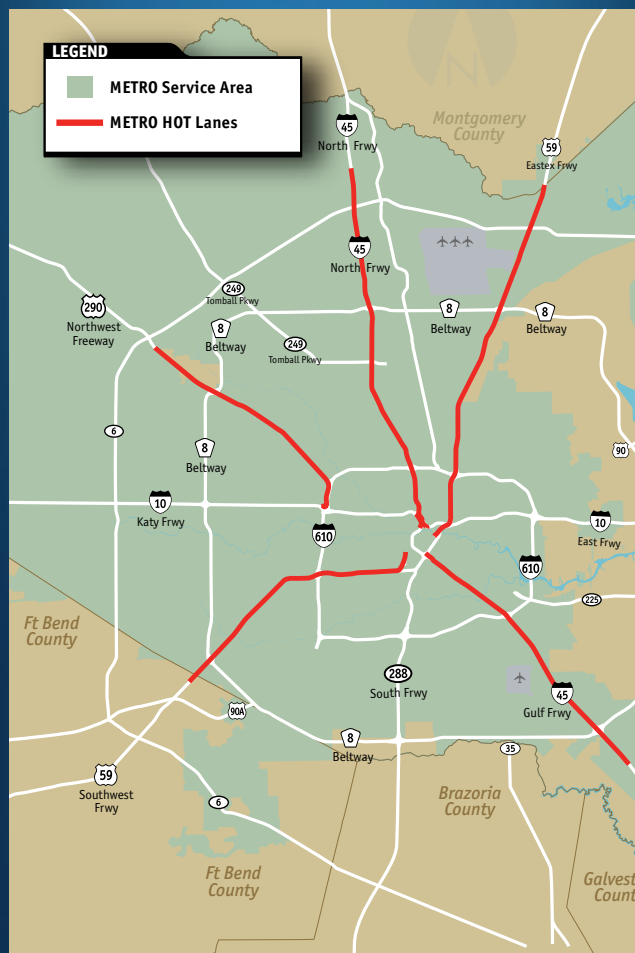 LEGEND
METRO Service Area
METRO HOT Lanes
N
Montgomery
County
45
North Frwy
59
Eastex Frwy
45
North Frwy
249
Tomball Pkwy
290
Northwest
Freeway
8
Beltway
249
Tomball Pkwy
8
Beltway
8
Beltway
6
8
Beltway
90
10
Katy Frwy
610
10
East Frwy
610
225
Ft Bend
County
288
South Frwy
45
Gulf Frwy
90A
8
Beltway
35
59
Southwest
Frwy
6
Brazoria
County
Ft Bend
County
Galvest
Count